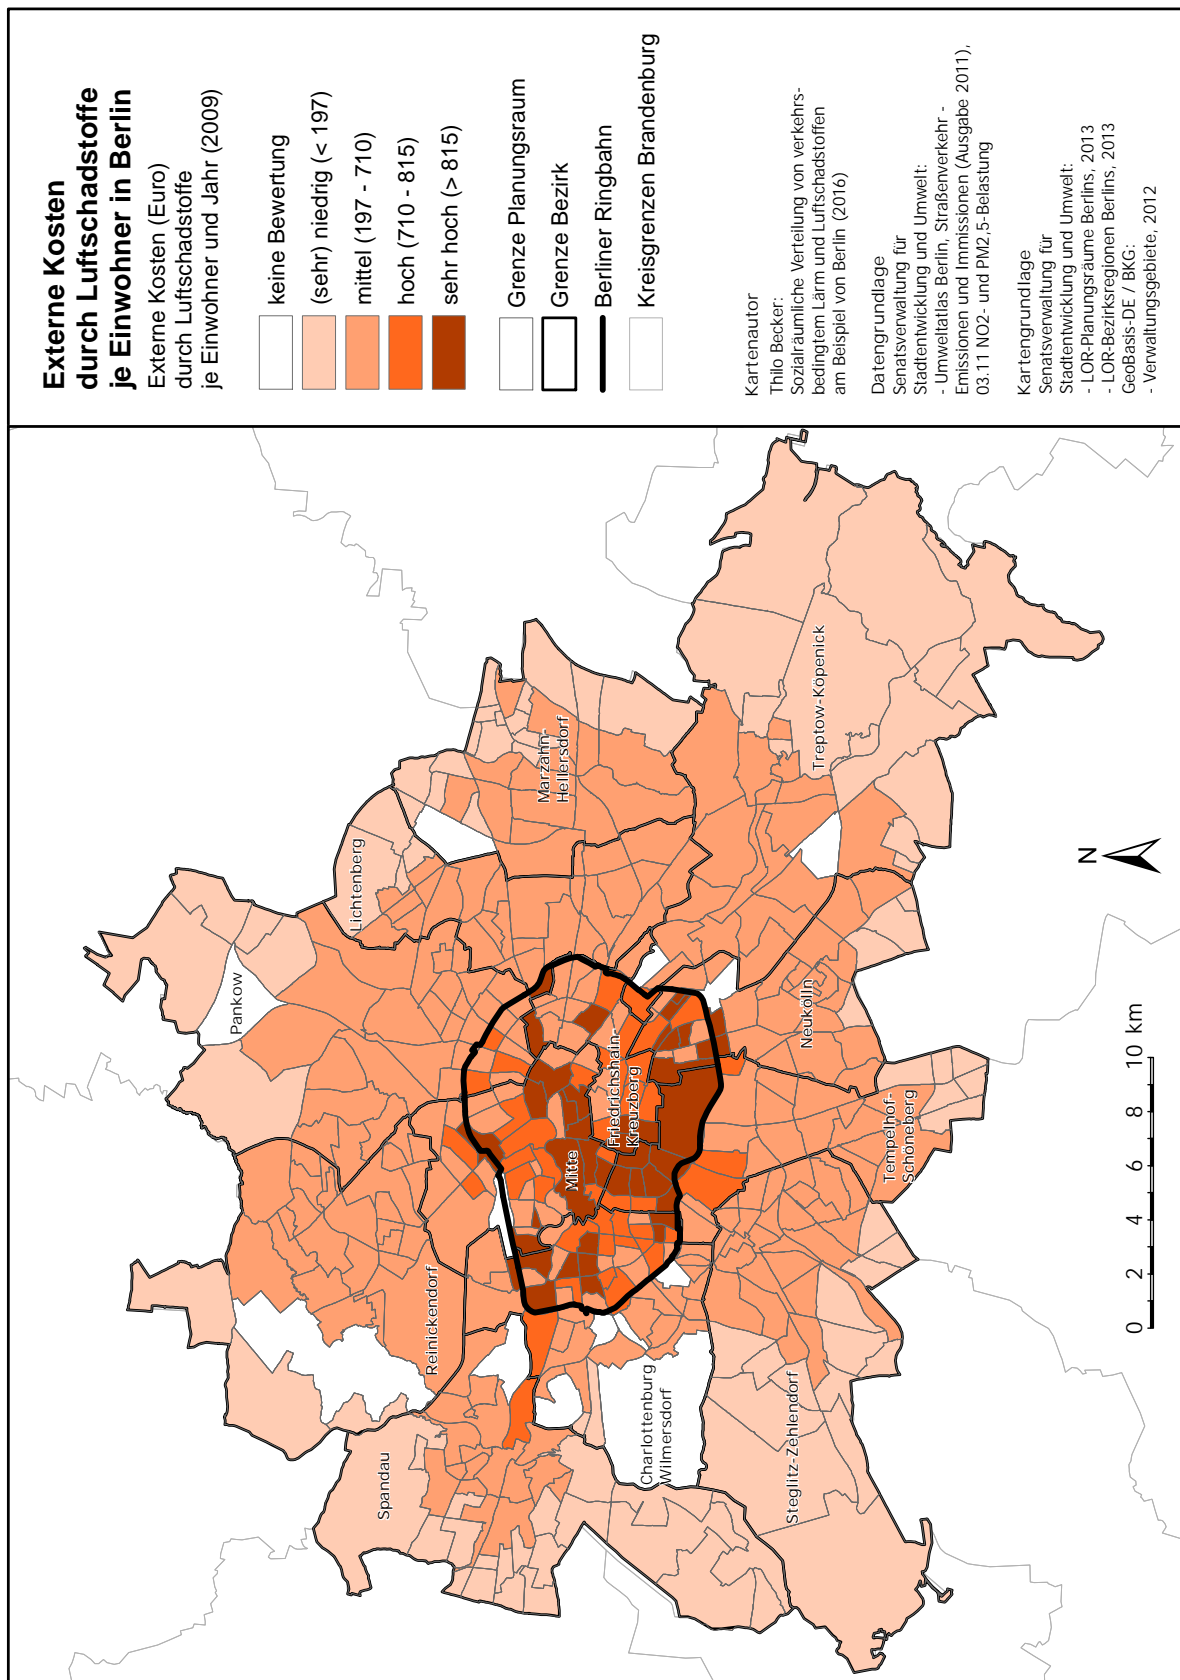 Externe Kosten
durch Luftschadstoffe
je Einwohner in Berlin
Externe Kosten (Euro)
durch Luftschadstoffe
je Einwohner und Jahr (2009)
keine Bewertung
(sehr) niedrig (< 197)
mittel (197 - 710)
hoch (710 - 815)
sehr hoch (> 815)
Grenze Planungsraum
Grenze Bezirk
Berliner Ringbahn
Kreisgrenzen Brandenburg
Kartenautor
Thilo Becker:
Sozialräumliche Verteilung von verkehrs-
bedingtem Lärm und Luftschadstoffen
am Beispiel von Berlin (2016)
Datengrundlage
Senatsverwaltung für
Stadtentwicklung und Umwelt:
- Umweltatlas Berlin, Straßenverkehr -
Emissionen und Immissionen (Ausgabe 2011),
03.11 NO2- und PM2,5-Belastung
Kartengrundlage
Senatsverwaltung für
Stadtentwicklung und Umwelt:
- LOR-Planungsräume Berlins, 2013
- LOR-Bezirksregionen Berlins, 2013
GeoBasis-DE / BKG:
- Verwaltungsgebiete, 2012
Pankow
Lichtenberg
Spandau
Reinickendorf
Marzahn-
Hellersdorf
Mitte
Friedrichshain-
Kreuzberg
Charlottenburg
Wilmersdorf
Steglitz-Zehlendorf
Neukölln
Treptow-Köpenick
Tempelhof-
Schöneberg
N
0 2 4 6 8 10 km